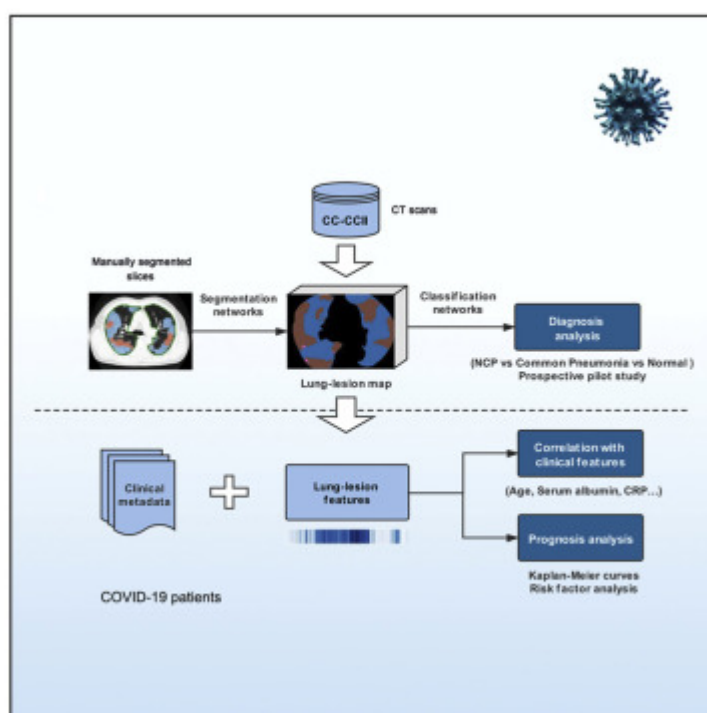 CC-CCII
CT scans
Manually segmented
slices
Segmentation
networks
Classification
networks
Diagnosis
analysis
Lung-lesion map
(NCP vs Common Pneumonia vs Normal )
Prospective pilot study
Clinical
metadata
Lung-lesion
features
Correlation with
clinical features
(Age, Serum albumin, CRP...)
Prognosis analysis
Kaplan-Meier curves
Risk factor analysis
COVID-19 patients